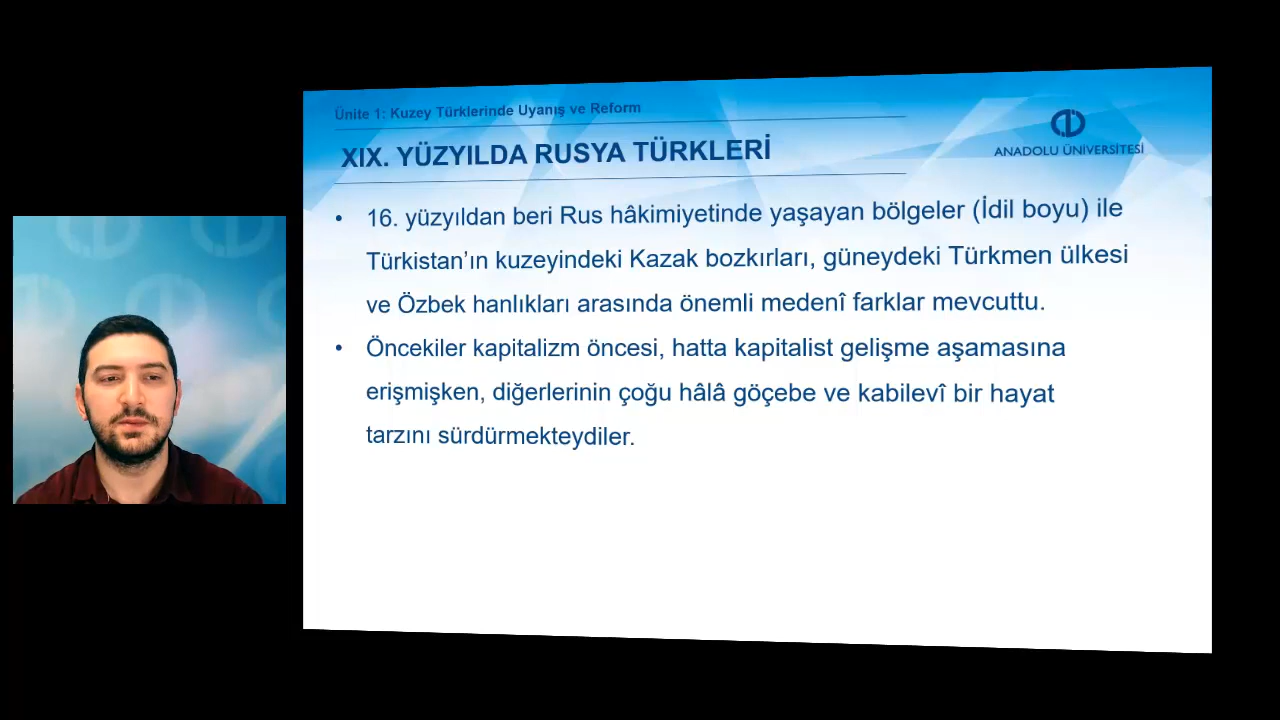 Ünite 1: Kuzey Türklerinde Uyanış ve Reform
XIX. YÜZYILDA RUSYA TÜRKLERİ
ANADOLU ÜNİVERSİTESİ
• 16. yüzyıldan beri Rus hâkimiyetinde yaşayan bölgeler (İdil boyu) ile
Türkistan’ın kuzeyindeki Kazak bozkırları, güneydeki Türkmen ülkesi
ve Özbek hanlıkları arasında önemli medenî farklar mevcuttu.
• Öncekiler kapitalizm öncesi, hatta kapitalist gelişme aşamasına
erişmişken, diğerlerinin çoğu hâlâ göçebe ve kabilevî bir hayat
tarzını sürdürmekteydiler.